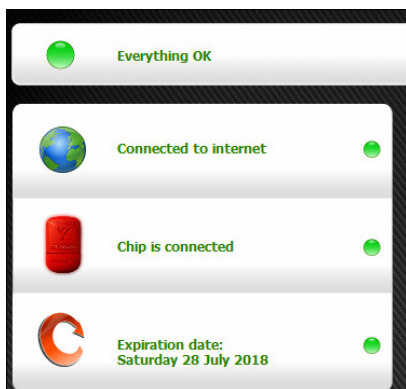 Everything OK
Connected to internet
Chip is connected
Expiration date:
Saturday 28 July 2018